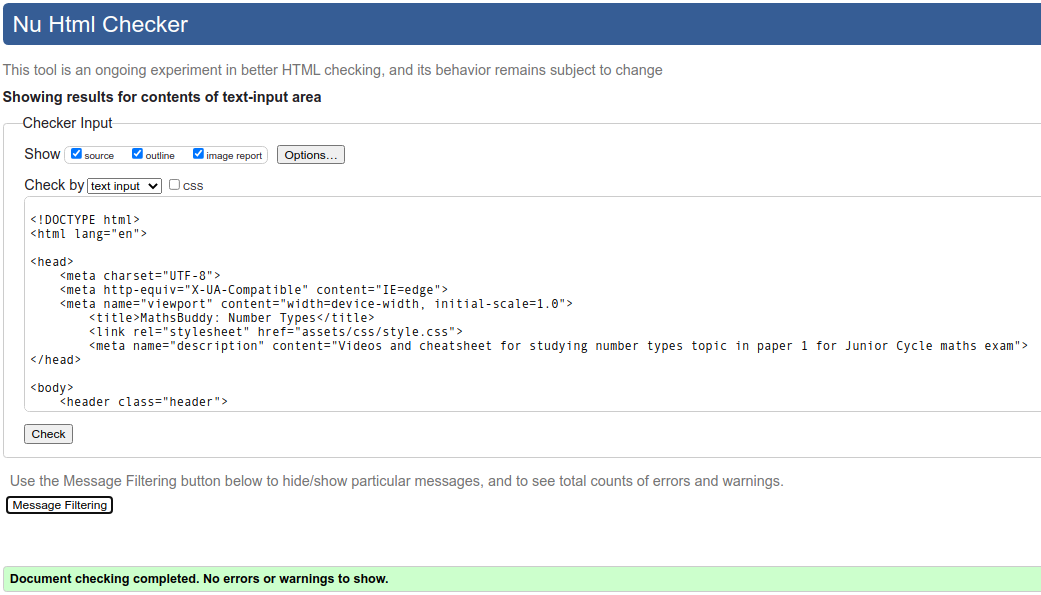 Nu Html Checker
This tool is an ongoing experiment in better HTML checking, and its behavior remains subject to change
Showing results for contents of text-input area
Checker Input
Show source outline image report Options...
Check by text input CSS
<!DOCTYPE html>
<html lang="en">
<head>
<meta charset="UTF-8">
<meta http-equiv="X-UA-Compatible" content="IE=edge">
<meta name="viewport" content="width=device-width, initial-scale=1.0">
<title>MathsBuddy: Number Types</title>
<link rel="stylesheet" href="assets/css/style.css">
<meta name="description" content="Videos and cheatsheet for studying number types topic in paper 1 for Junior Cycle maths exam">
</head>
<body>
<header class="header">
Check
Use the Message Filtering button below to hide/show particular messages, and to see total counts of errors and warnings.
Message Filtering
Document checking completed. No errors or warnings to show.